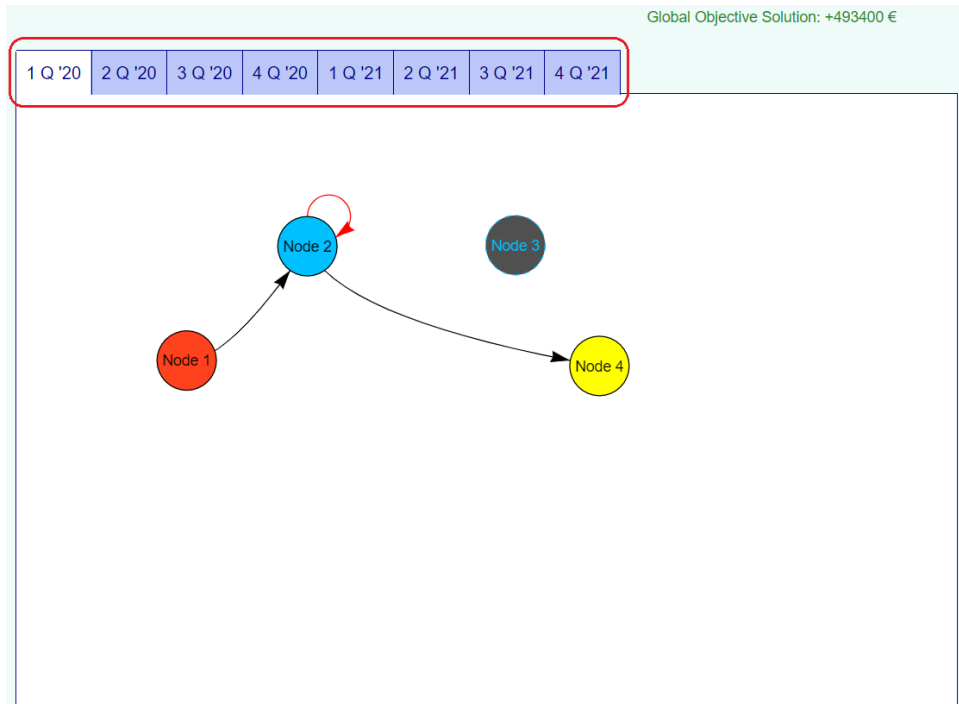 Global Objective Solution: +493400 €
1 Q '20 2 Q '20 3 Q '20 4 Q '20 1 Q '21 2 Q '21 3 Q '21 4 Q '21
Node 2 Node 3
Node 1 Node 4